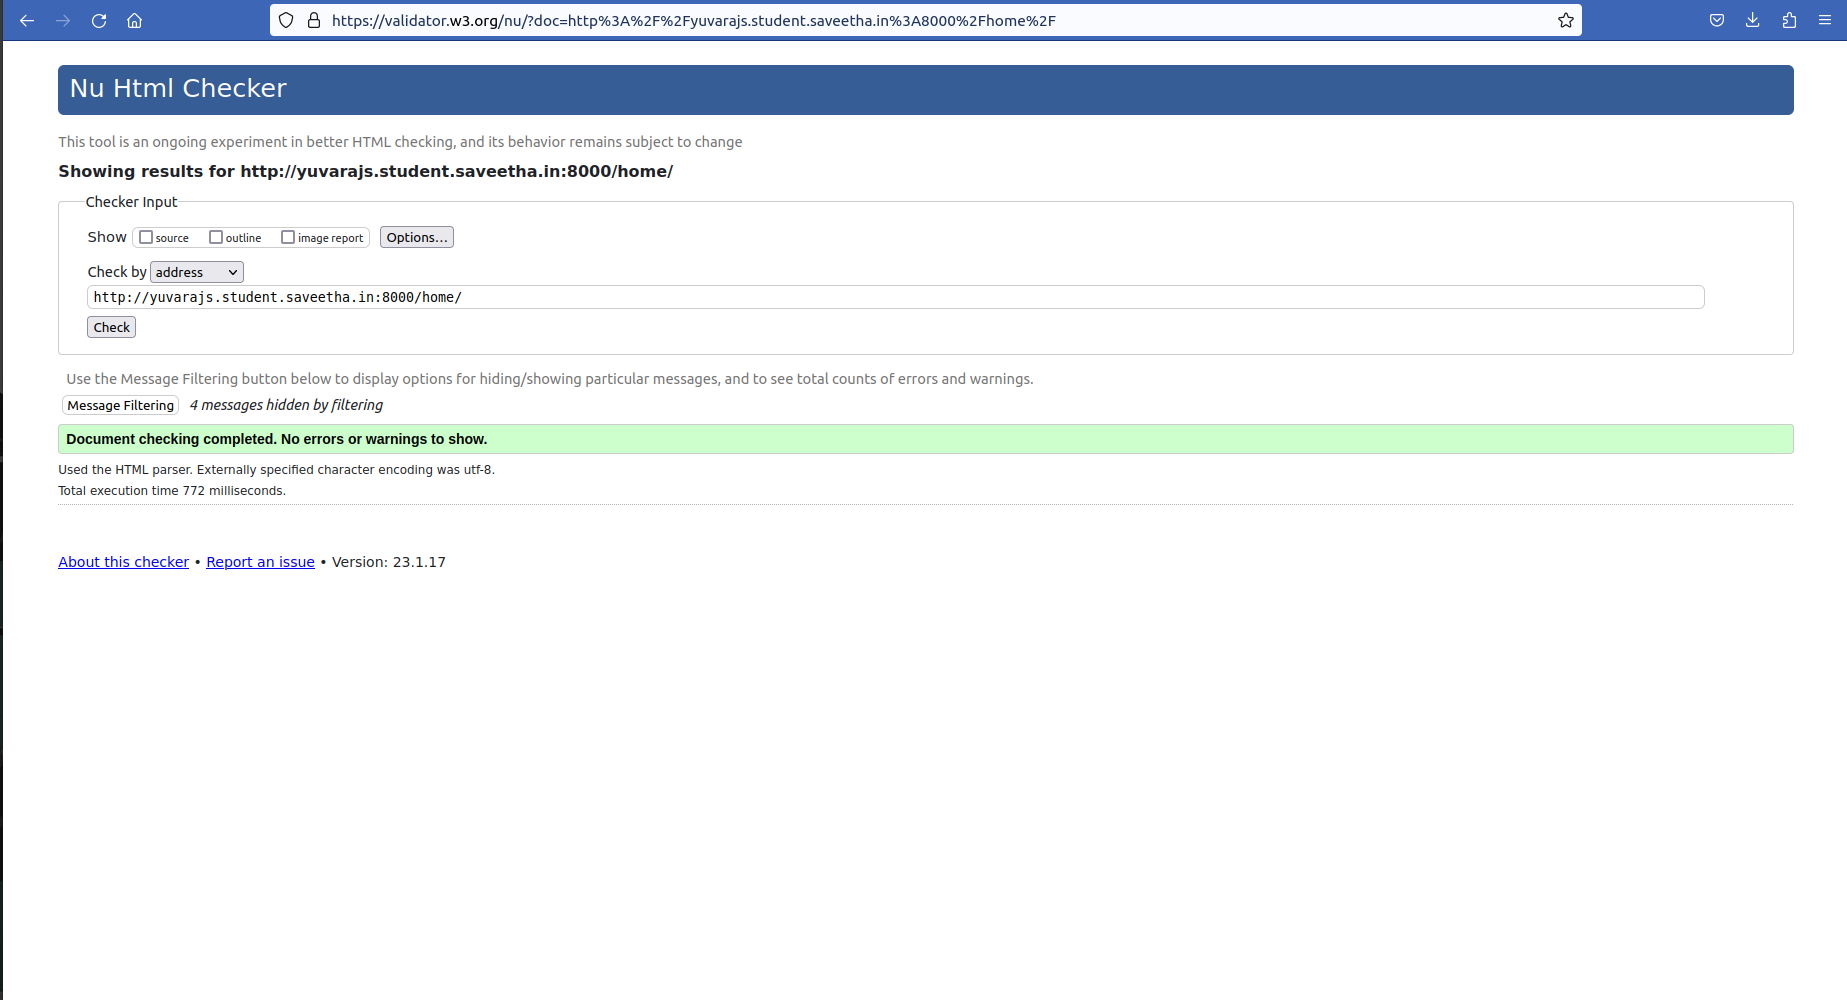 https://validator.w3.org/nu/?doc=http%3A%2F%2Fyuvarajs.student.saveetha.in%3A8000%2Fhome%2F
Nu Html Checker
This tool is an ongoing experiment in better HTML checking, and its behavior remains subject to change
Showing results for http://yuvarajs.student.saveetha.in:8000/home/
Checker Input
Show source outline image report Options...
Check by address
http://yuvarajs.student.saveetha.in:8000/home/
Check
Use the Message Filtering button below to display options for hiding/showing particular messages, and to see total counts of errors and warnings.
Message Filtering 4 messages hidden by filtering
Document checking completed. No errors or warnings to show.
Used the HTML parser. Externally specified character encoding was utf-8.
Total execution time 772 milliseconds.
About this checker • Report an issue • Version: 23.1.17